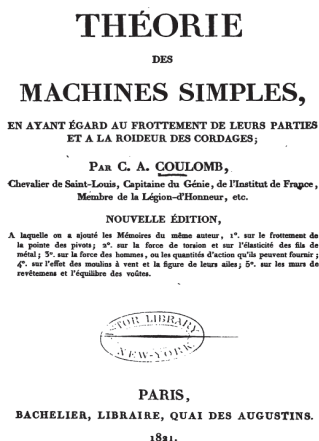 THÉORIE
DES
MACHINES SIMPLES,
EN AYANT ÉGARD AU FROTTEMENT DE LEURS PARTIES
ET A LA ROIDEUR DES CORDAGES;
PAR C. A. COULOMB,
Chevalier de Saint-Louis, Capitaine du Génie, de l'Institut de France,
Membre de la Légion-d'Honneur, etc.
NOUVELLE ÉDITION,
A laquelle on a ajouté les Mémoires du même auteur, 1°. sur le frottement de
la pointe des pivots; 2°. sur la force de torsion et sur l'élasticité des fils de
métal; 3°. sur la force des hommes, ou les quantités d'action qu'ils peuvent fournir;
4°. sur l'effet des moulins à vent et la figure de leurs ailes; 5°. sur les murs de
revêtemens et l'équilibre des voûtes.
TOR LIBRARY
NEW-YORK
PARIS,
BACHELIER, LIBRAIRE, QUAI DES AUGUSTINS.
1821.